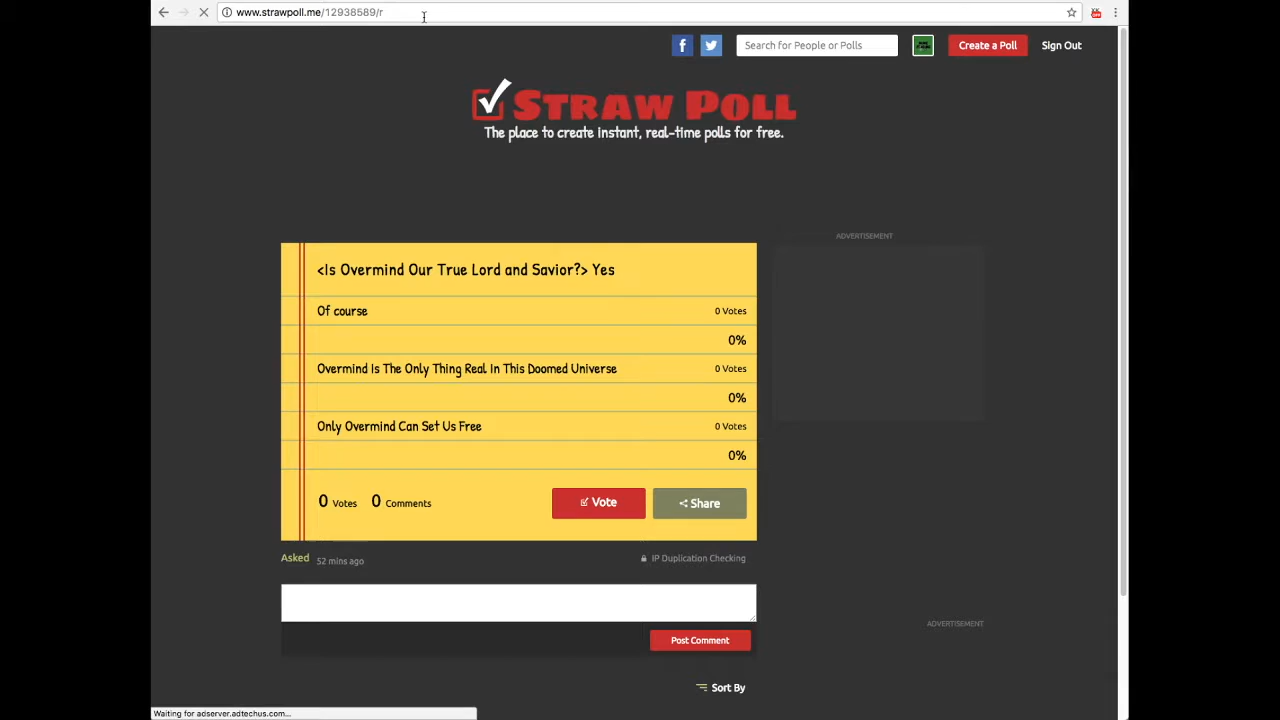 www.strawpoll.me/12938589/r
Search for People or Polls
Create a Poll
Sign Out
STRAW POLL
The place to create instant, real-time polls for free.
ADVERTISEMENT
<Is Overmind Our True Lord and Savior?> Yes
Of course
0 Votes
0%
Overmind Is The Only Thing Real In This Doomed Universe
0 Votes
0%
Only Overmind Can Set Us Free
0 Votes
0%
0 Votes 0 Comments
Vote
Share
Asked 52 mins ago
IP Duplication Checking
ADVERTISEMENT
Post Comment
Sort By
Waiting for adserver.adtechus.com...